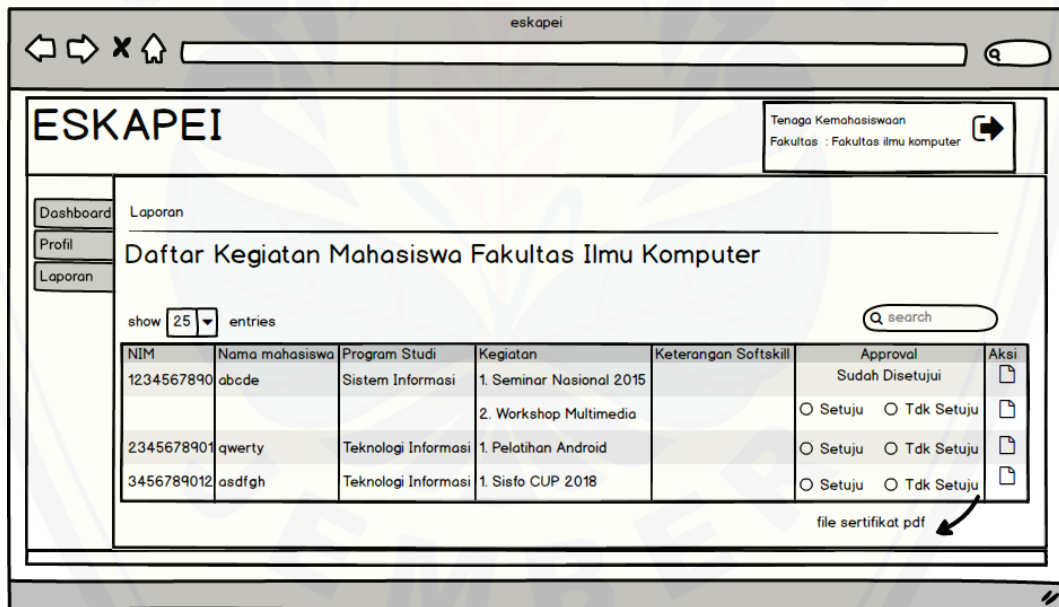 eskapei
ESKAPEI
Tenaga Kemahasiswaan
Fakultas : Fakultas ilmu komputer
Dashboard
Profil
Laporan
Laporan
Daftar Kegiatan Mahasiswa Fakultas Ilmu Komputer
show 25 entries
search
NIM Nama mahasiswa Program Studi Kegiatan Keterangan Softskill Approval Aksi
1234567890 abcde Sistem Informasi 1. Seminar Nasional 2015 Sudah Disetujui
2. Workshop Multimedia Setuju Tdk Setuju
2345678901 qwerty Teknologi Informasi 1. Pelatihan Android Setuju Tdk Setuju
3456789012 asdfgh Teknologi Informasi 1. Sisfo CUP 2018 Setuju Tdk Setuju
file sertifikat pdf
JEMBER